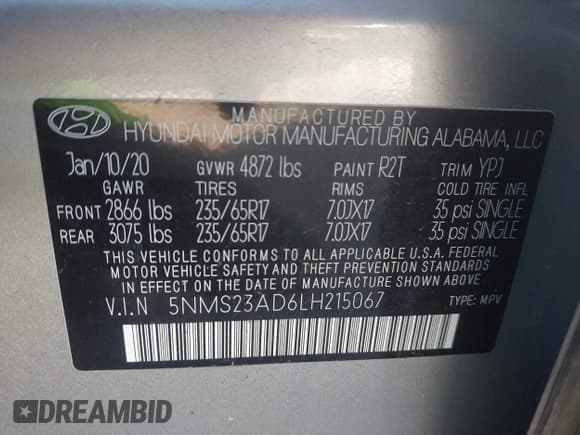 MANUFACTURED BY
HYUNDAI MOTOR MANUFACTURING ALABAMA, LLC
Jan/10/20 GVWR 4872 lbs PAINT R2T TRIM YPJ
GAWR TIRES RIMS COLD TIRE INFL
FRONT 2866 lbs 235/65R17 7.0JX17 35 psi SINGLE
REAR 3075 lbs 235/65R17 7.0JX17 35 psi SINGLE
THIS VEHICLE CONFORMS TO ALL APPLICABLE U.S.A. FEDERAL
MOTOR VEHICLE SAFETY AND THEFT PREVENTION STANDARDS
IN EFFECT ON THE DATE OF MANUFACTURE SHOWN ABOVE
V.I.N 5NMS23AD6LH215067 TYPE: MPV
DREAMBID